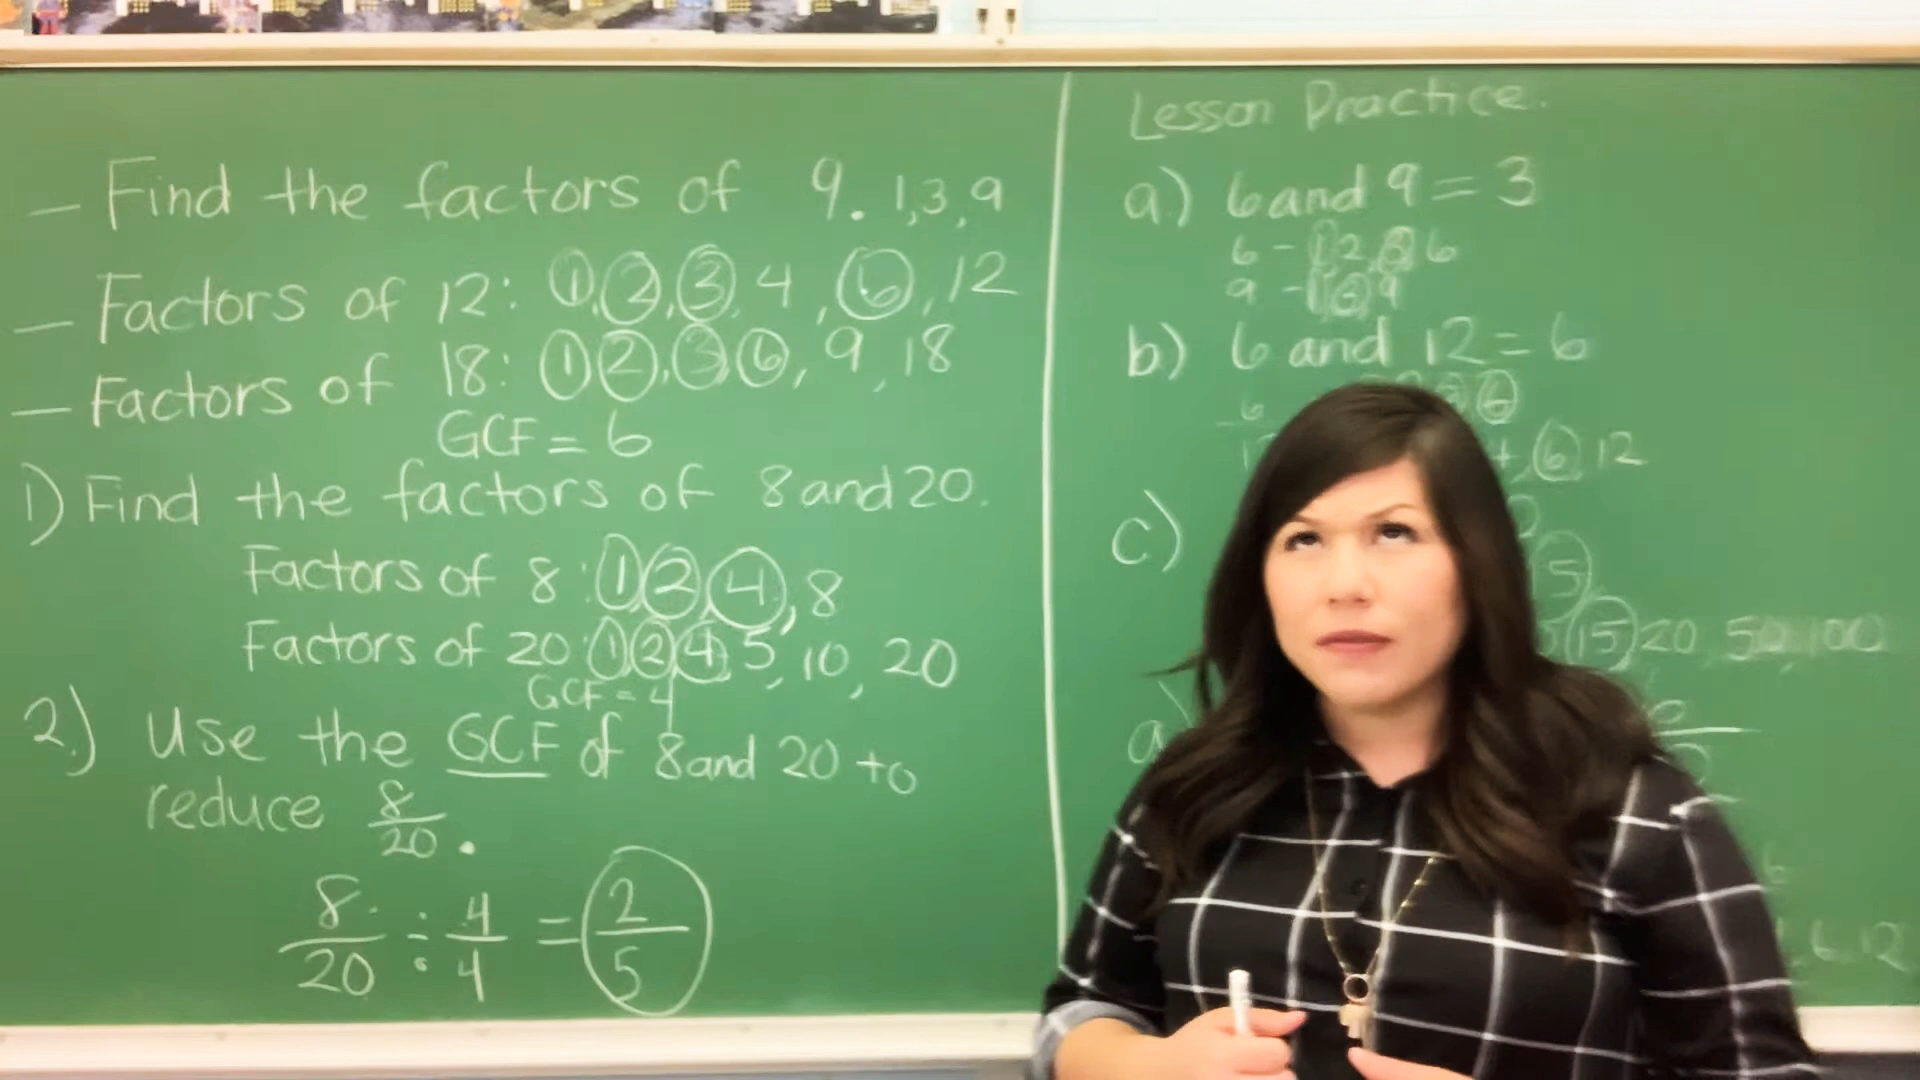 – Find the factors of 9. 1,3,9
– Factors of 12: 1,2,3,4,6,12
– Factors of 18: 1,2,3,6,9,18
GCF = 6
1) Find the factors of 8 and 20.
Factors of 8: 1,2,4,8
Factors of 20: 1,2,4,5,10,20
GCF = 4
2.) Use the GCF of 8 and 20 to
reduce 8/20.
8/20 ÷ 4/4 = 2/5
Lesson Practice.
a) 6 and 9 = 3
6 – 1,2,3,6
9 – 1,3,9
b) 6 and 12 = 6
6
6 12
c)
5
15 20 50,100
a)
12